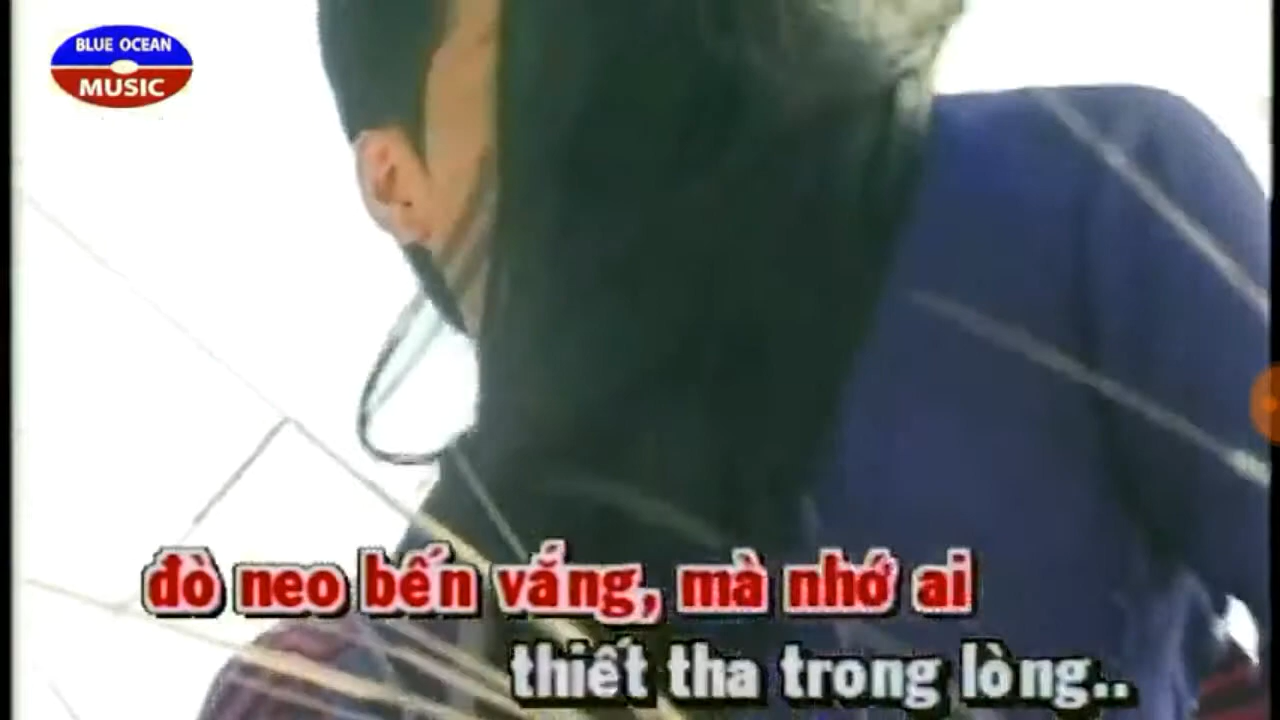 BLUE OCEAN
MUSIC
đò neo bến vắng, mà nhớ ai
thiết tha trong lòng..